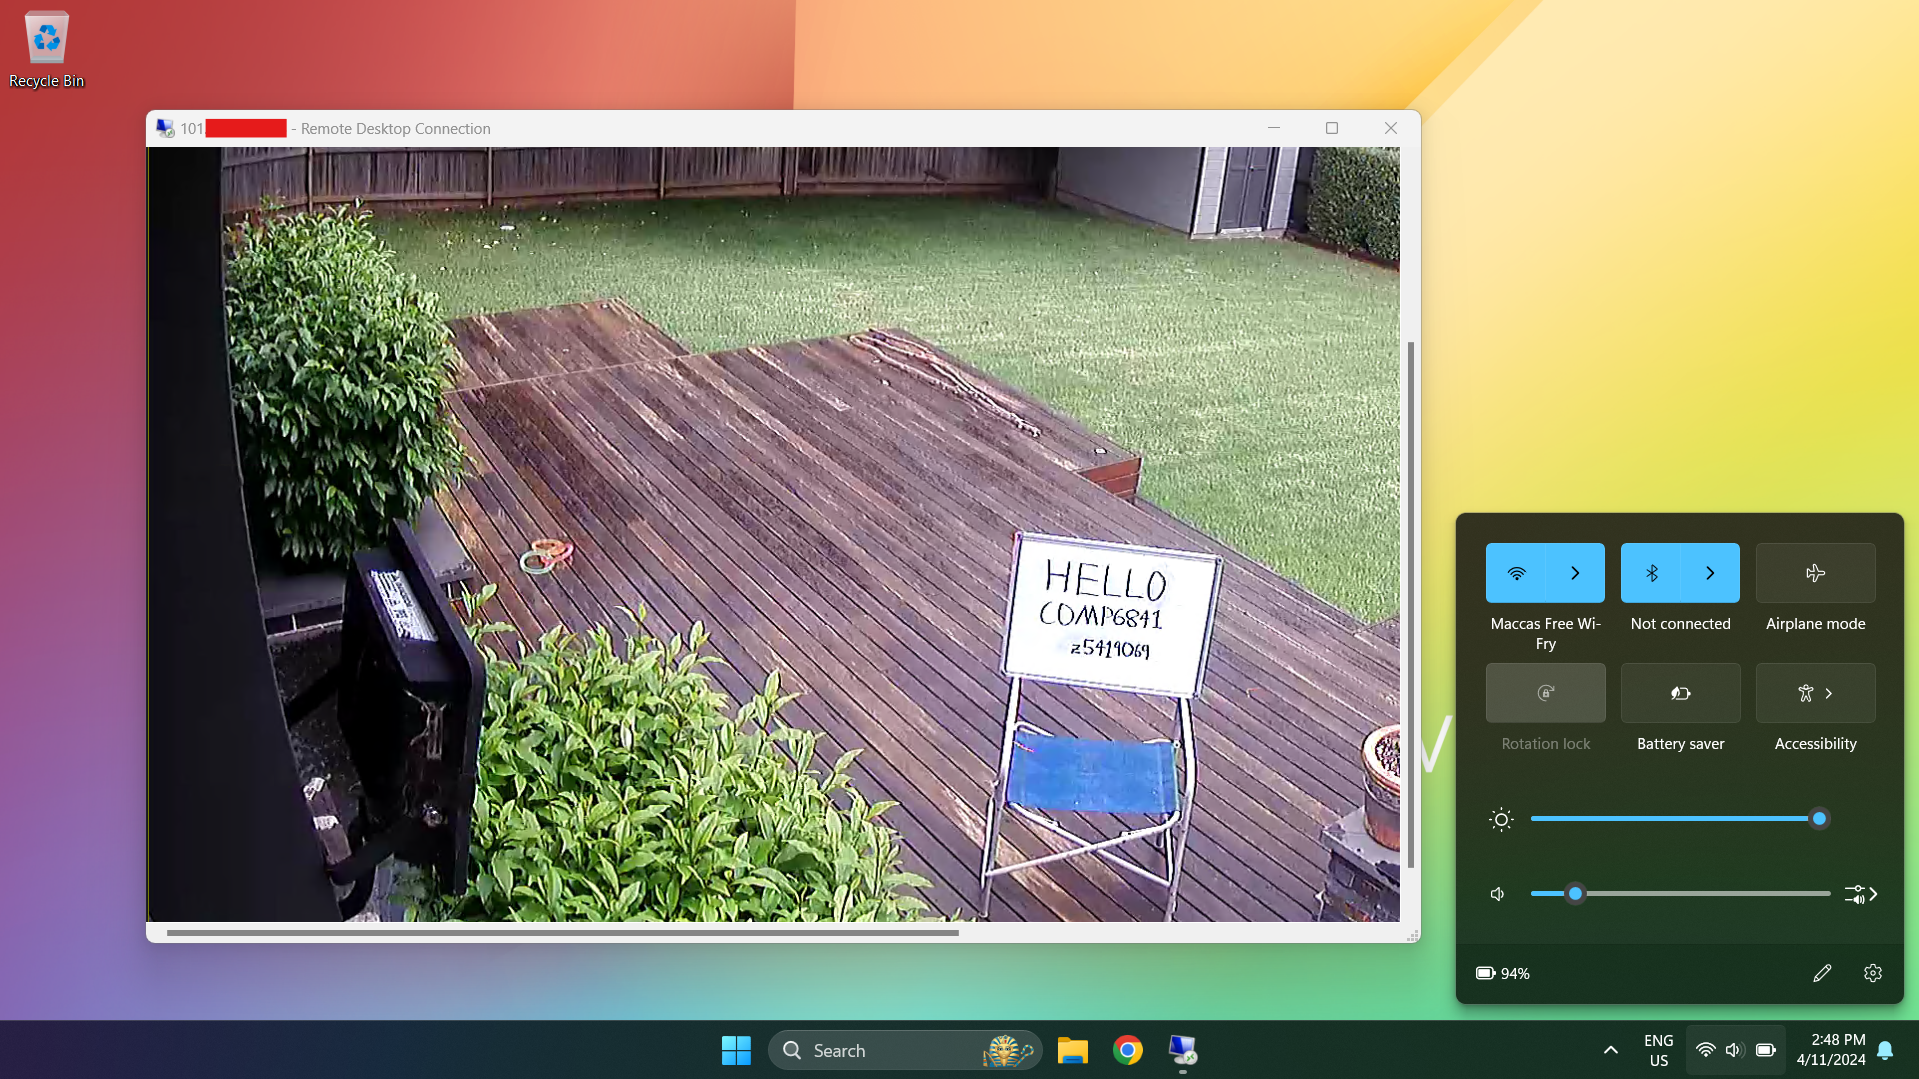 Recycle Bin
101. - Remote Desktop Connection
HELLO
COMP6841
z5419069
Maccas Free Wi-
Fry
Not connected
Airplane mode
Rotation lock
Battery saver
Accessibility
94%
Search
ENG
US
2:48 PM
4/11/2024